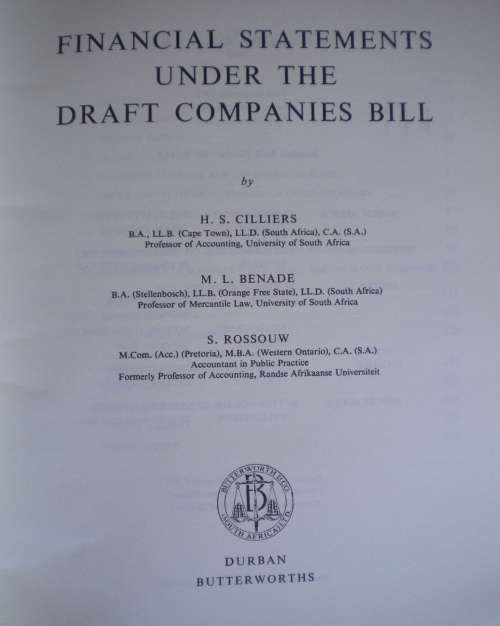 FINANCIAL STATEMENTS
UNDER THE
DRAFT COMPANIES BILL
by
H. S. CILLIERS
B.A., LL.B. (Cape Town), LL.D. (South Africa), C.A. (S.A.)
Professor of Accounting, University of South Africa
M. L. BENADE
B.A. (Stellenbosch), LL.B. (Orange Free State), LL.D. (South Africa)
Professor of Mercantile Law, University of South Africa
S. ROSSOUW
M.Com. (Acc.) (Pretoria), M.B.A. (Western Ontario), C.A. (S.A.)
Accountant in Public Practice
Formerly Professor of Accounting, Randse Afrikaanse Universiteit
BUTTERWORTH & CO.
B
(SOUTH AFRICA) LTD.
DURBAN
BUTTERWORTHS